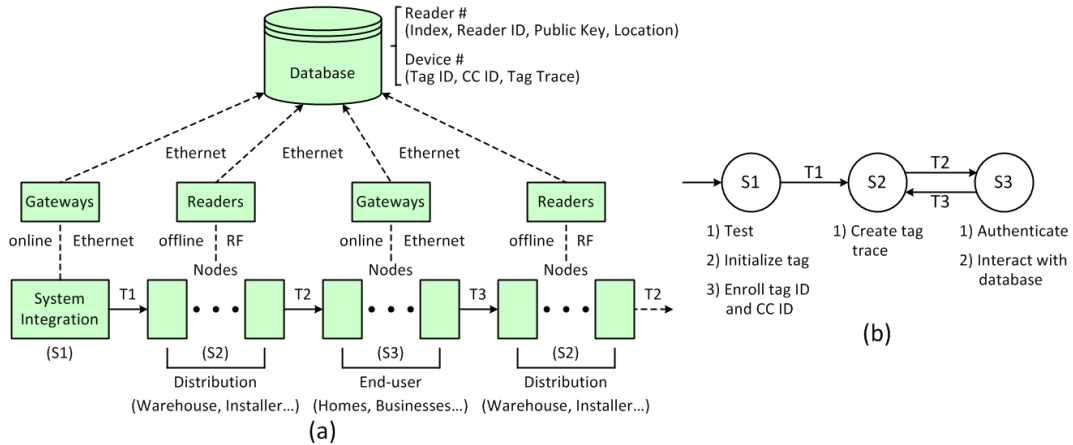 Reader #
(Index, Reader ID, Public Key, Location)
Device #
(Tag ID, CC ID, Tag Trace)
Database
Ethernet
Ethernet
Ethernet
Gateways
Readers
Gateways
Readers
online
Ethernet
offline
RF
online
Ethernet
offline
RF
Nodes
Nodes
Nodes
System
Integration
T1
T2
T3
T2
(S1)
(S2)
(S3)
(S2)
Distribution
(Warehouse, Installer...)
End-user
(Homes, Businesses...)
Distribution
(Warehouse, Installer...)
(a)
S1
T1
S2
T2
T3
S3
1) Test
2) Initialize tag
3) Enroll tag ID
and CC ID
1) Create tag
trace
1) Authenticate
2) Interact with
database
(b)